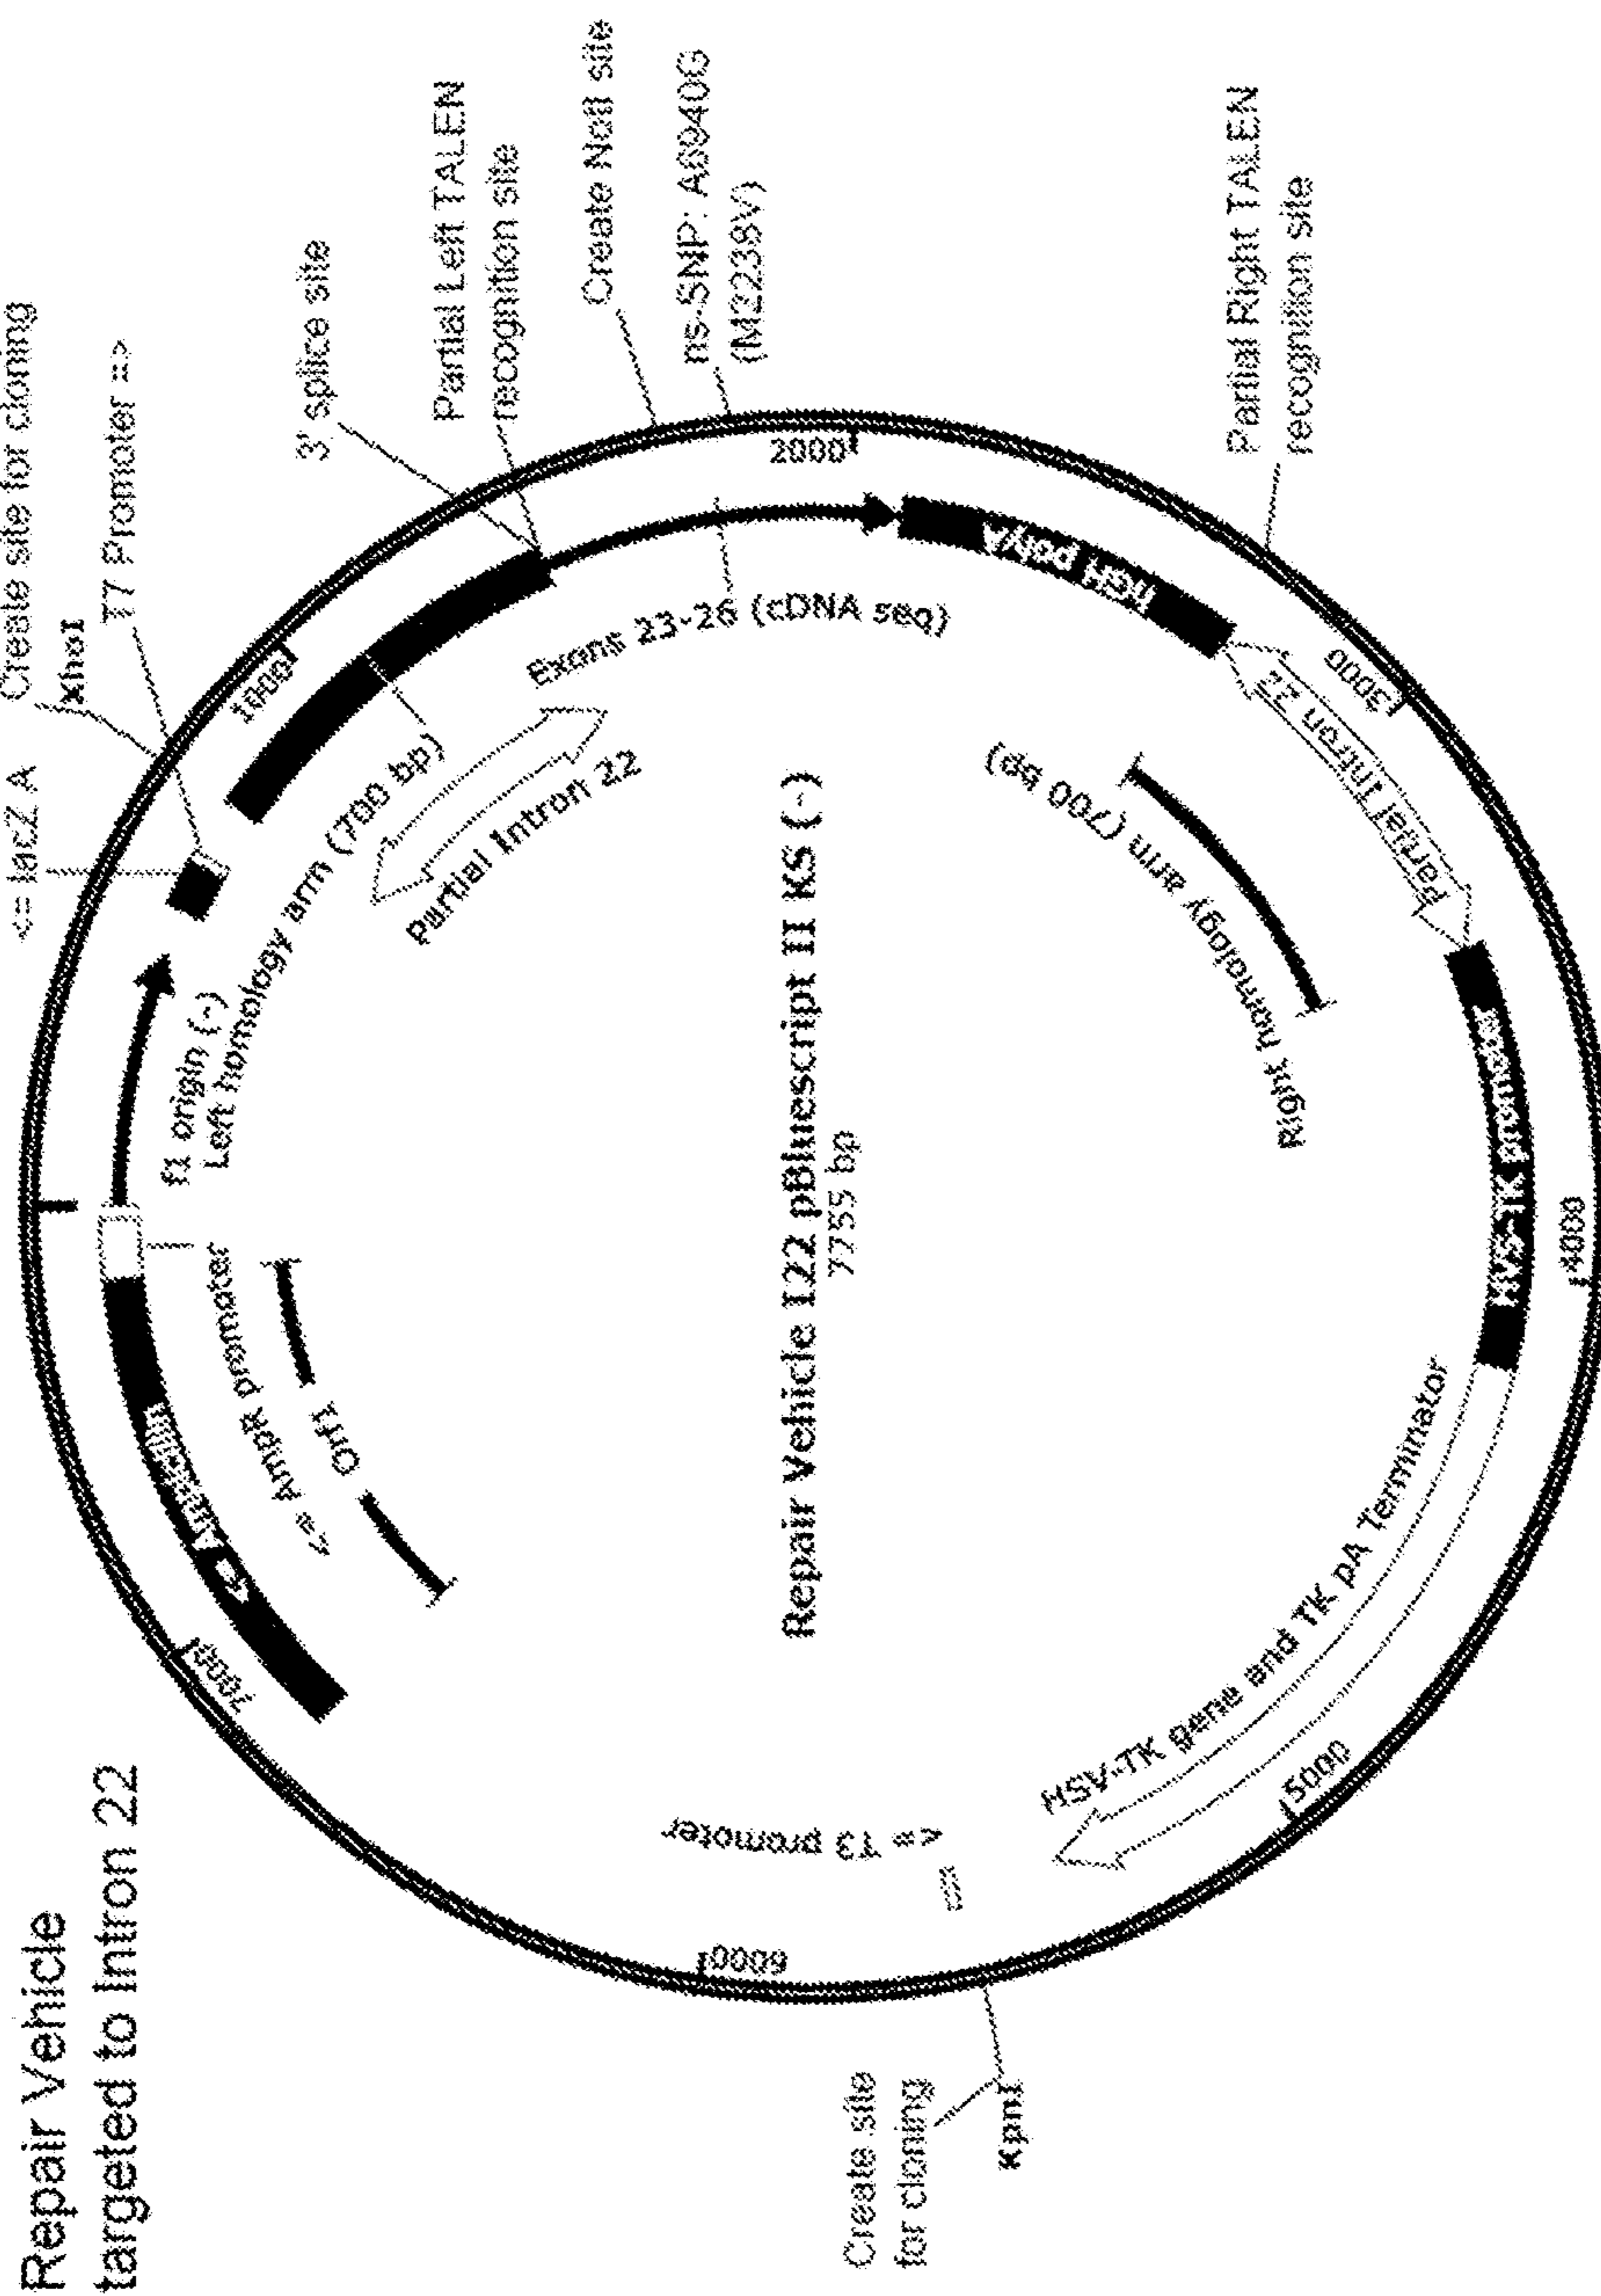 Repair Vehicle
targeted to Intron 22
<= lacZ A
Create site for cloning
XhoI
T7 Promoter =>
3' splice site
Partial Left TALEN
recognition site
Create NotI site
ns-SNP: A6940G
(M2238V)
Partial Right TALEN
recognition site
Create site
for cloning
KpnI
1000
2000
3000
4000
5000
6000
7000
f1 origin (-)
Left homology arm (700 bp)
Partial Intron 22
Exons 23-26 (cDNA seq)
hGH polyA
Partial Intron 22
Right homology arm (700 bp)
promoter
HSV-TK gene and TK pA Terminator
<= T3 promoter
<= AmpR promoter
Orf1
Repair Vehicle I22 pBluescript II KS (-)
7755 bp